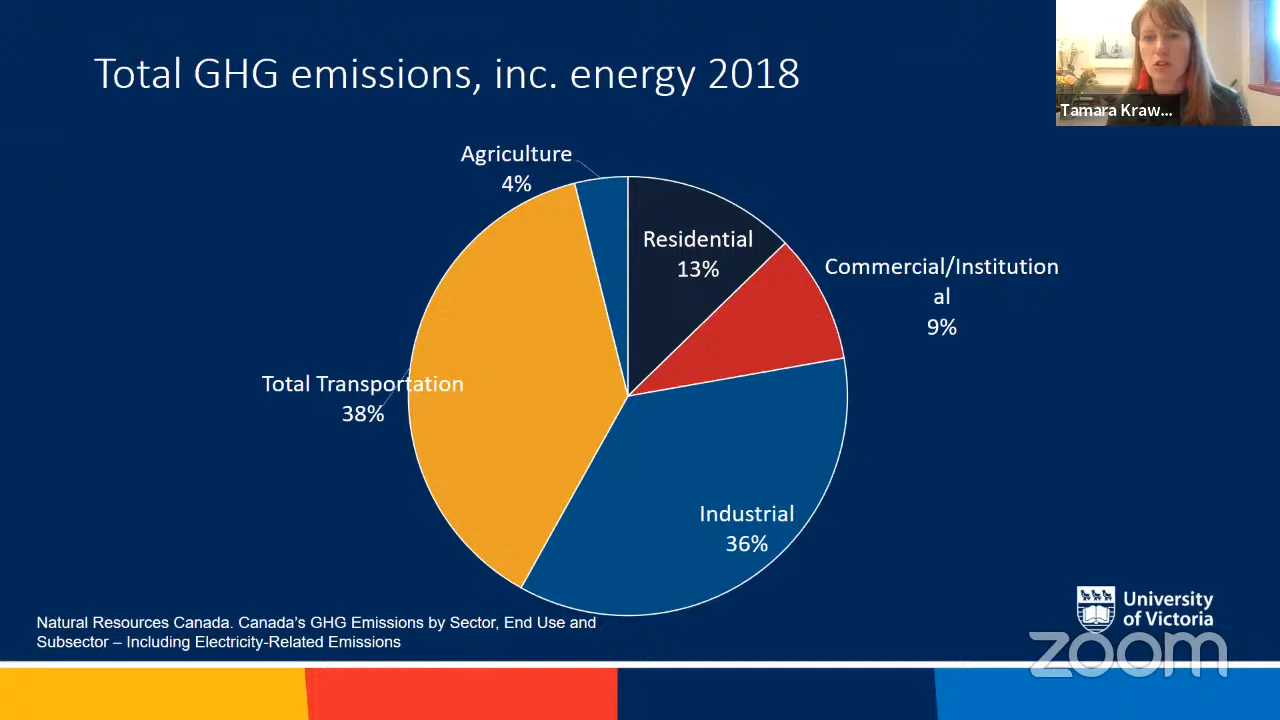 Total GHG emissions, inc. energy 2018
Tamara Kraw...
Agriculture
4%
Residential
13%
Commercial/Institution
al
9%
Total Transportation
38%
Industrial
36%
Natural Resources Canada. Canada's GHG Emissions by Sector, End Use and
Subsector – Including Electricity-Related Emissions
University
of Victoria
zoom